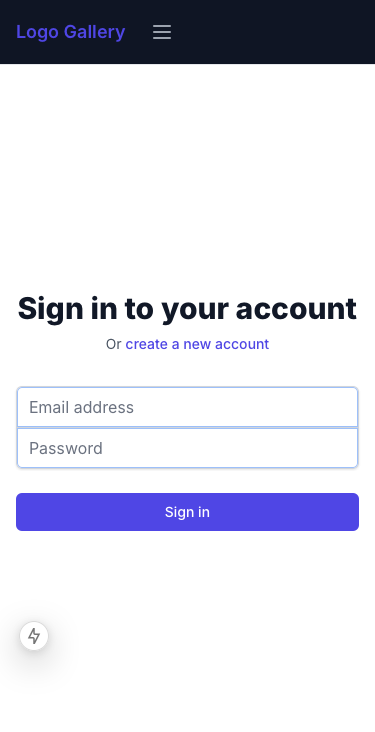 Logo Gallery
Sign in to your account
Or create a new account
Email address
Password
Sign in